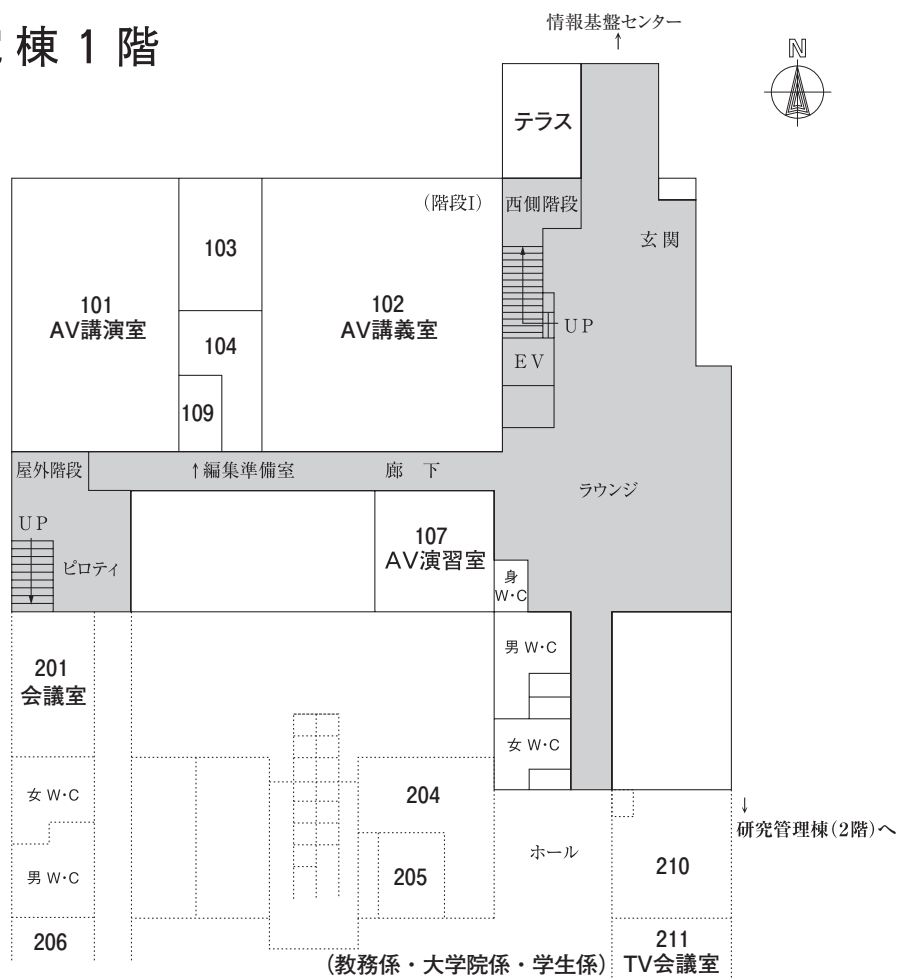 棟1階
情報基盤センター
↑
N
テラス
(階段I)
西側階段
玄関
103
101
AV講演室
102
AV講義室
104
UP
EV
109
屋外階段
↑編集準備室
廊 下
ラウンジ
UP
ピロティ
107
AV演習室
身
W・C
男 W・C
201
会議室
女 W・C
女 W・C
204
↓
研究管理棟(2階)へ
ホール
男 W・C
205
210
206
211
(教務係・大学院係・学生係)
TV会議室